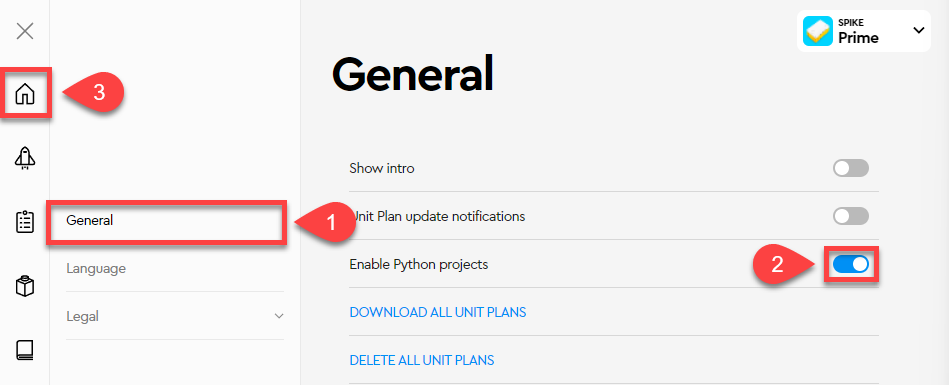 SPIKE
Prime
General
3
Show intro
General
1
Unit Plan update notifications
Language
Enable Python projects
2
Legal
DOWNLOAD ALL UNIT PLANS
DELETE ALL UNIT PLANS